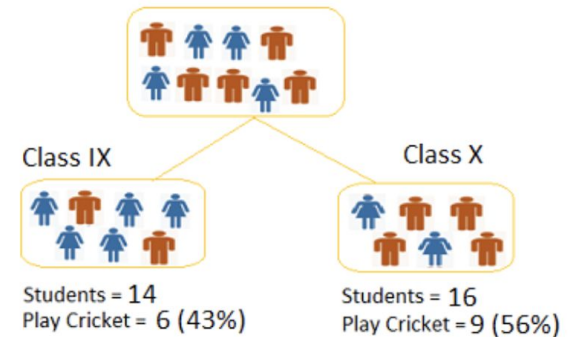 Class IX
Class X
Students = 14
Play Cricket = 6 (43%)
Students = 16
Play Cricket = 9 (56%)